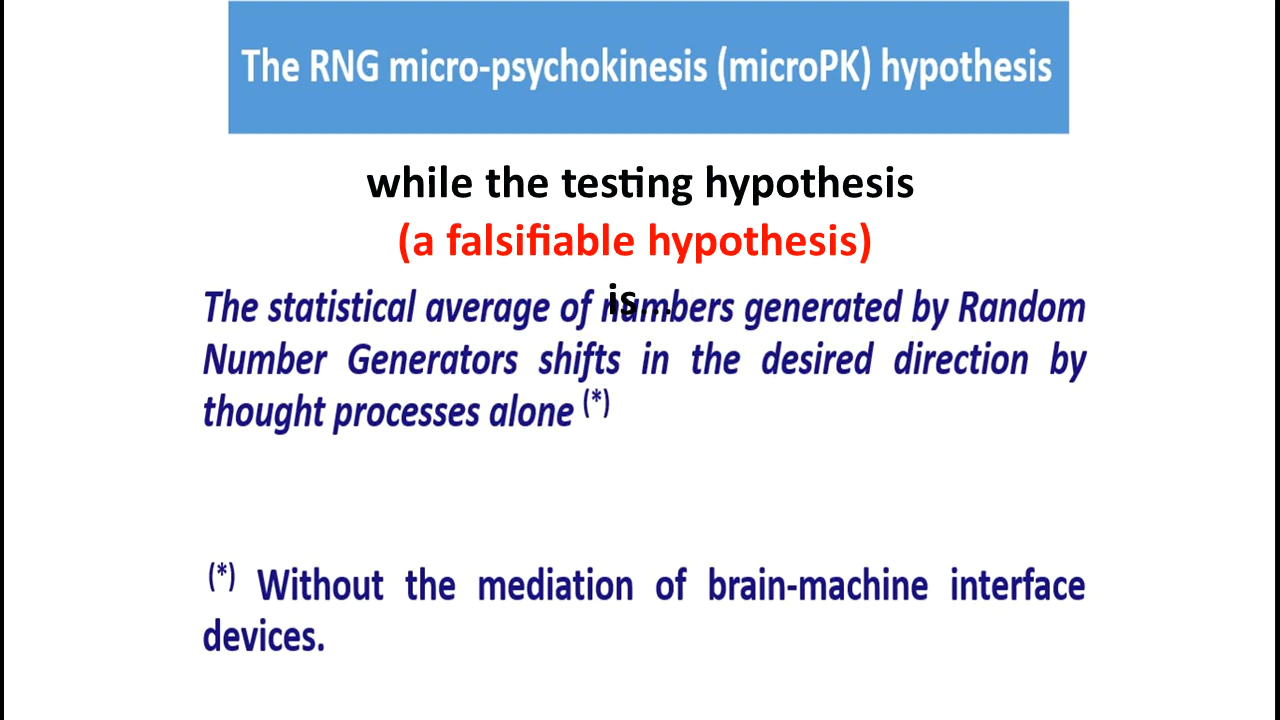 The RNG micro-psychokinesis (microPK) hypothesis
while the testing hypothesis
(a falsifiable hypothesis)
is...
The statistical average of numbers generated by Random
Number Generators shifts in the desired direction by
thought processes alone (*)
(*) Without the mediation of brain-machine interface
devices.